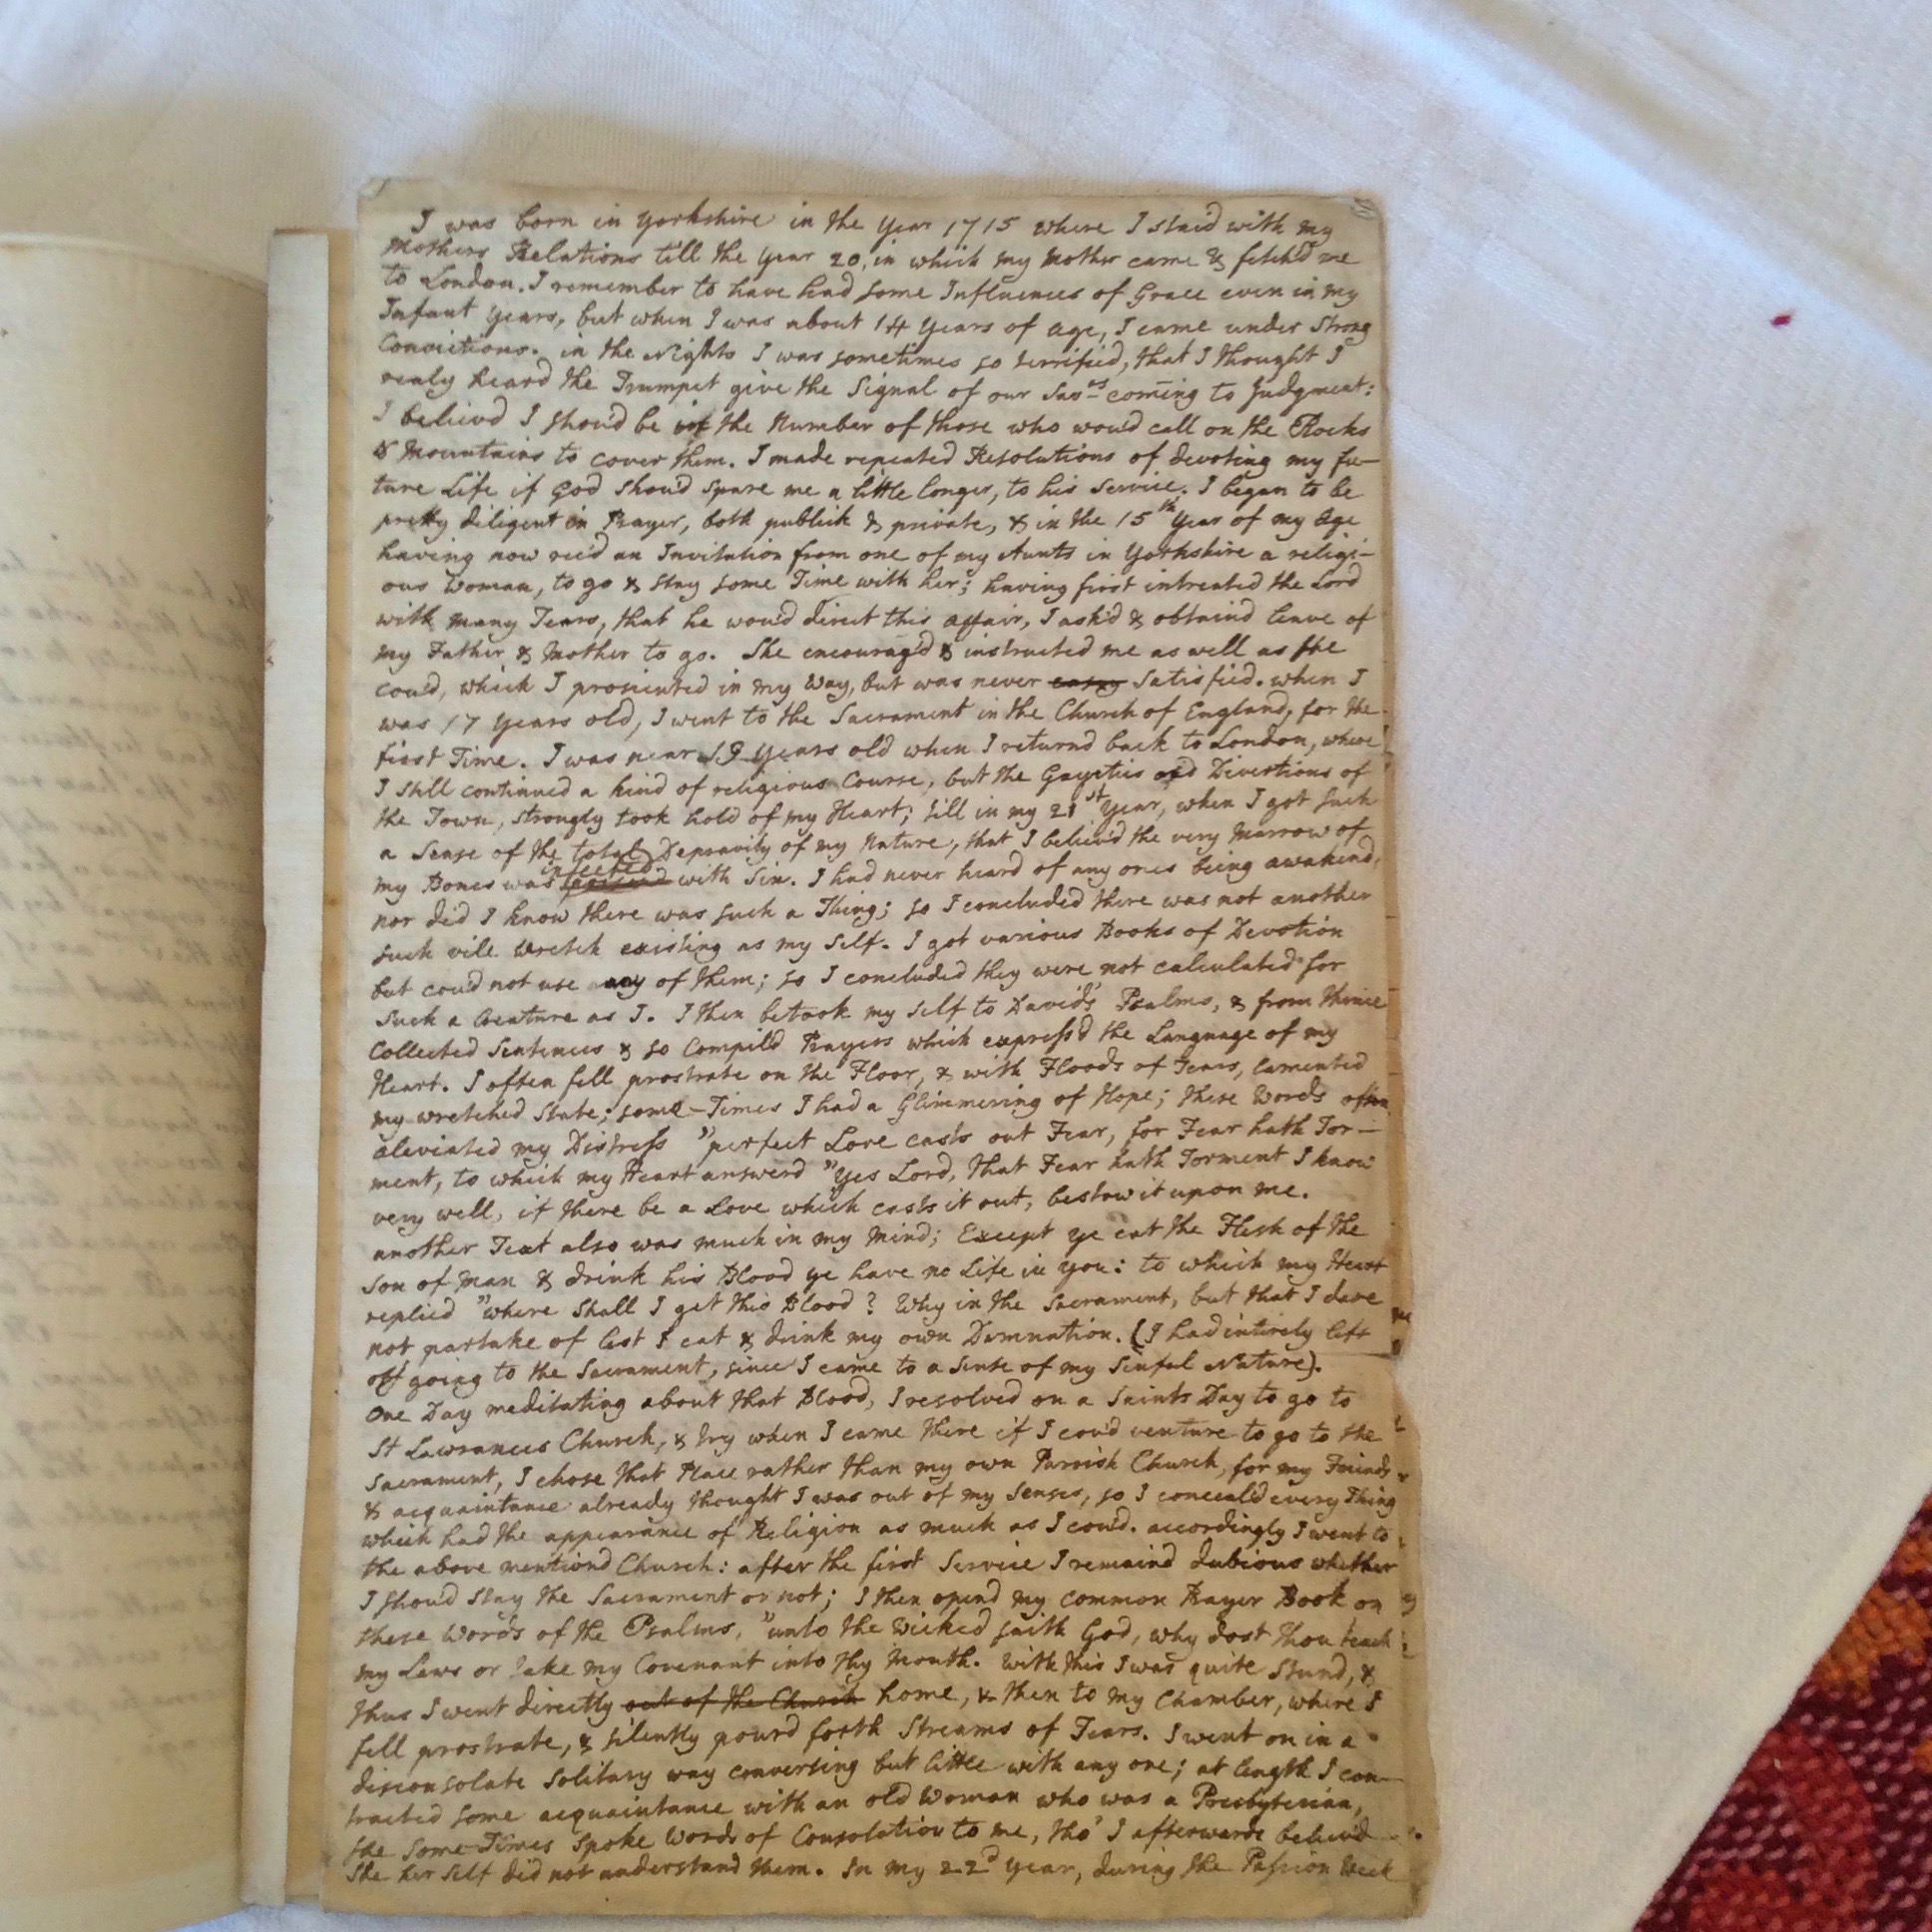 I was born in Yorkshire in the Year 1715 where I staid with my
Mothers Relations till the Year 20, in which my Mother came & fetch'd me
to London. I remember to have had some Influences of Grace even in my
Infant Years, but when I was about 14 Years of age, I came under strong
Convictions. in the Nights I was sometimes so terrified, that I thought I
realy heard the Trumpet give the Signal of our Savrs coming to Judgment:
I believd I shou'd be of the Number of those who wou'd call on the Rocks
& Mountains to cover them. I made repeated Resolutions of devoting my fu-
ture Life if God shou'd spare me a little longer, to his Service. I began to be
pretty diligent in Prayer, both publick & private, & in the 15th Year of my Age
having now recd an Invitation from one of my Aunts in Yorkshire a religi-
ous Woman, to go & stay some Time with her; having first intreated the Lord
with many Tears, that he wou'd direct this affair, I ask'd & obtaind leave of
my Father & Mother to go. She encourag'd & instructed me as well as she
cou'd, which I prosecuted in my Way, but was never easy Satisfied. when I
was 17 Years old, I went to the Sacrament in the Church of England, for the
first Time. I was near 19 Years old when I returnd back to London, where
I still continued a kind of religious Course, but the Gayeties and Divertions of
the Town, strongly took hold of my Heart; till in my 21st Year, when I got such
a Sense of the total Depravity of my Nature, that I believ'd the very Marrow of
infected
my Bones was with Sin. I had never heard of any ones being awakend,
nor did I know there was such a Thing; so I concluded there was not another
such vile Wretch existing as my self. I got various Books of Devotion
but cou'd not use any of them; so I concluded they were not calculated for
such a Creature as I. I then betook my self to David's Psalms, & from thence
Collected Sentences & so Compil'd Prayers which express'd the Language of my
Heart. I often fell prostrate on the Floor, & with Floods of Tears, lamented
my wretched State; some-Times I had a Glimmering of Hope; these Words often
aleviated my Distress "perfect Love casts out Fear, for Fear hath Tor-
ment, to which my Heart answerd "Yes Lord, that Fear hath Torment I know
very well, if there be a Love which casts it out, bestow it upon me.
another Text also was much in my Mind; Except ye eat the Flesh of the
Son of Man & drink his Blood ye have no Life in you: to which my Heart
replied "where Shall I get this Blood? Why in the Sacrament, but that I dare
not partake of lest I eat & drink my own Damnation. (I had intirely left
off going to the Sacrament, since I came to a Sense of my Sinful Nature).
One Day meditating about that Blood, I resolved on a Saints Day to go to
St Lawrances Church, & try when I came there if I cou'd venture to go to the
Sacrament, I chose that Place rather than my own Parrish Church, for my Friends
& acquaintance already thought I was out of my Senses, so I conceal'd every Thing
which had the appearance of Religion as much as I cou'd. accordingly I went to
the above mentiond Church: after the first Service I remaind dubious whether
I shou'd stay the Sacrament or not; I then opend my Common Prayer Book on
these Words of the Psalms, "unto the Wicked saith God, why dost thou teach
my Laws or take my Covenant into thy Mouth. With this I was quite Stund, &
thus I went directly out of the Church home, & then to my Chamber, where I
fell prostrate, & silently pourd forth Streams of Tears. I went on in a
disconsolate Solitary way conversing but little with any one; at length I con-
tracted some acquaintance with an old Woman who was a Presbyterian,
she Some-Times Spoke Words of Consolation to me, tho' I afterwards believd
She her self did not understand them. In my 22d Year, during the Passion Week